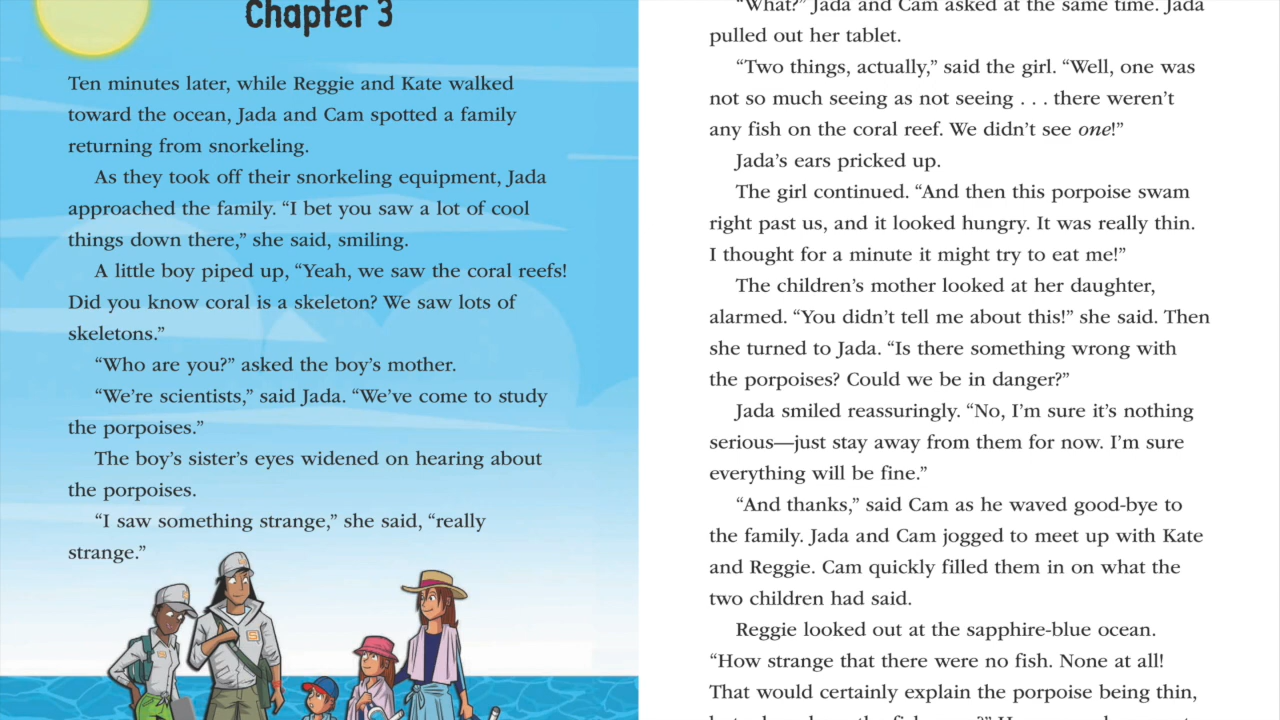 Chapter 3
Ten minutes later, while Reggie and Kate walked
toward the ocean, Jada and Cam spotted a family
returning from snorkeling.
As they took off their snorkeling equipment, Jada
approached the family. “I bet you saw a lot of cool
things down there,” she said, smiling.
A little boy piped up, “Yeah, we saw the coral reefs!
Did you know coral is a skeleton? We saw lots of
skeletons.”
“Who are you?” asked the boy’s mother.
“We’re scientists,” said Jada. “We’ve come to study
the porpoises.”
The boy’s sister’s eyes widened on hearing about
the porpoises.
“I saw something strange,” she said, “really
strange.”
“What?” Jada and Cam asked at the same time. Jada
pulled out her tablet.
“Two things, actually,” said the girl. “Well, one was
not so much seeing as not seeing . . . there weren’t
any fish on the coral reef. We didn’t see one!”
Jada’s ears pricked up.
The girl continued. “And then this porpoise swam
right past us, and it looked hungry. It was really thin.
I thought for a minute it might try to eat me!”
The children’s mother looked at her daughter,
alarmed. “You didn’t tell me about this!” she said. Then
she turned to Jada. “Is there something wrong with
the porpoises? Could we be in danger?”
Jada smiled reassuringly. “No, I’m sure it’s nothing
serious—just stay away from them for now. I’m sure
everything will be fine.”
“And thanks,” said Cam as he waved good-bye to
the family. Jada and Cam jogged to meet up with Kate
and Reggie. Cam quickly filled them in on what the
two children had said.
Reggie looked out at the sapphire-blue ocean.
“How strange that there were no fish. None at all!
That would certainly explain the porpoise being thin,